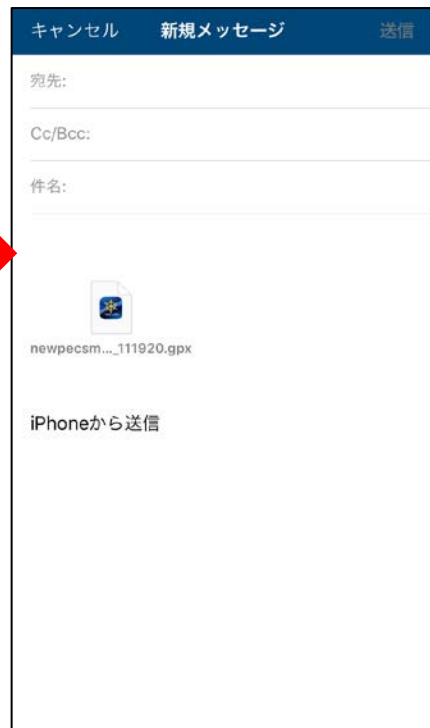 キャンセル 新規メッセージ 送信
宛先:
Cc/Bcc:
件名:
newpecsm..._111920.gpx
iPhoneから送信